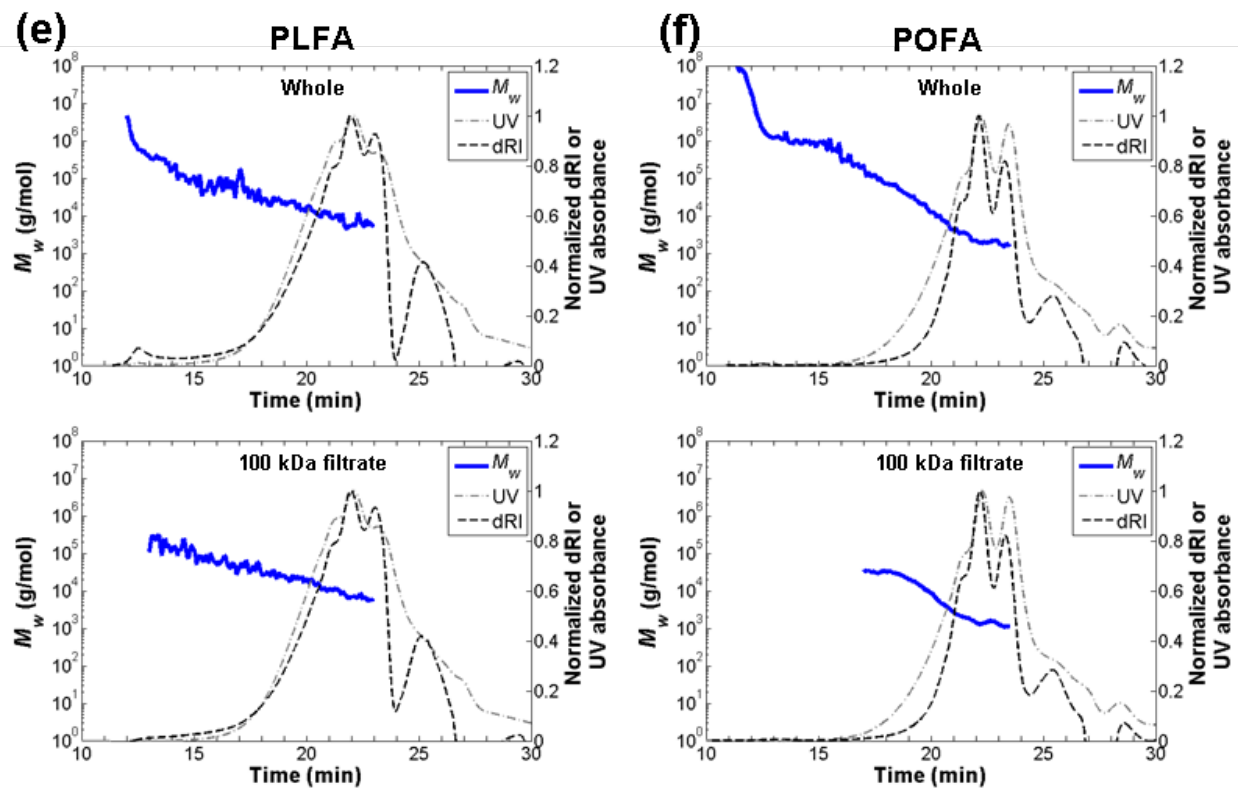 (e)
PLFA
Whole
10^8
10^7
10^6
10^5
10^4
10^3
10^2
10^1
10^0
M_w (g/mol)
M_w
UV
dRI
1.2
1
0.8
0.6
0.4
0.2
0
Normalized dRI or
UV absorbance
10 15 20 25 30
Time (min)
100 kDa filtrate
10^8
10^7
10^6
10^5
10^4
10^3
10^2
10^1
10^0
M_w (g/mol)
M_w
UV
dRI
1.2
1
0.8
0.6
0.4
0.2
0
Normalized dRI or
UV absorbance
10 15 20 25 30
Time (min)
(f)
POFA
Whole
10^8
10^7
10^6
10^5
10^4
10^3
10^2
10^1
10^0
M_w (g/mol)
M_w
UV
dRI
1.2
1
0.8
0.6
0.4
0.2
0
Normalized dRI or
UV absorbance
10 15 20 25 30
Time (min)
100 kDa filtrate
10^8
10^7
10^6
10^5
10^4
10^3
10^2
10^1
10^0
M_w (g/mol)
M_w
UV
dRI
1.2
1
0.8
0.6
0.4
0.2
0
Normalized dRI or
UV absorbance
10 15 20 25 30
Time (min)